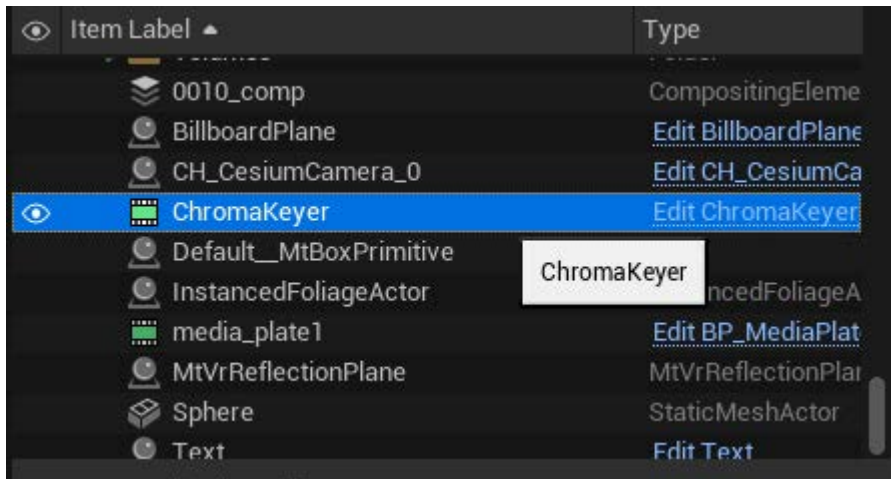 Item Label Type
0010_comp CompositingEleme
BillboardPlane Edit BillboardPlane
CH_CesiumCamera_0 Edit CH_CesiumCa
ChromaKeyer Edit ChromaKeyer
Default__MtBoxPrimitive
ChromaKeyer
InstancedFoliageActor ncedFoliageA
media_plate1 Edit BP_MediaPlat
MtVrReflectionPlane MtVrReflectionPlan
Sphere StaticMeshActor
Text Edit Text